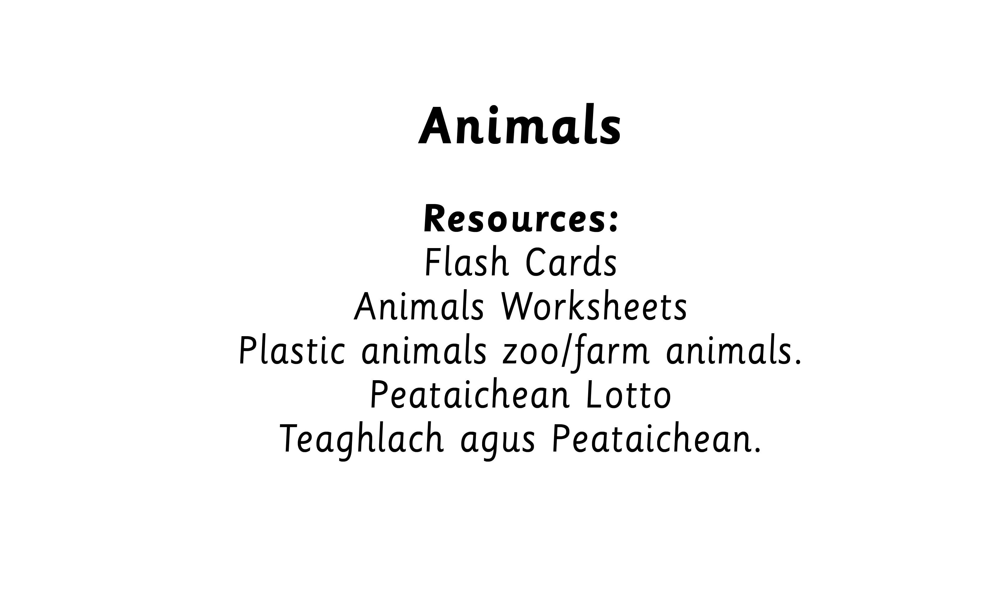 Animals
Resources:
Flash Cards
Animals Worksheets
Plastic animals zoo/farm animals.
Peataichean Lotto
Teaghlach agus Peataichean.